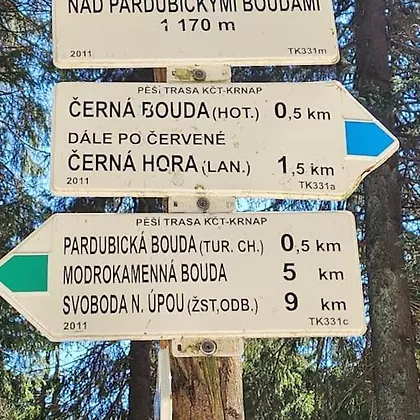 NAD PARDUBICKÝMI BOUDAMI
1 170 m
2011 TK331m
PĚŠÍ TRASA KČT-KRNAP
ČERNÁ BOUDA (HOT.) 0,5 km
DÁLE PO ČERVENÉ
ČERNÁ HORA (LAN.) 1,5 km
2011 TK331a
PĚŠÍ TRASA KČT-KRNAP
PARDUBICKÁ BOUDA (TUR. CH.) 0,5 km
MODROKAMENNÁ BOUDA 5 km
SVOBODA N. ÚPOU (ŽST,ODB.) 9 km
2011 TK331c